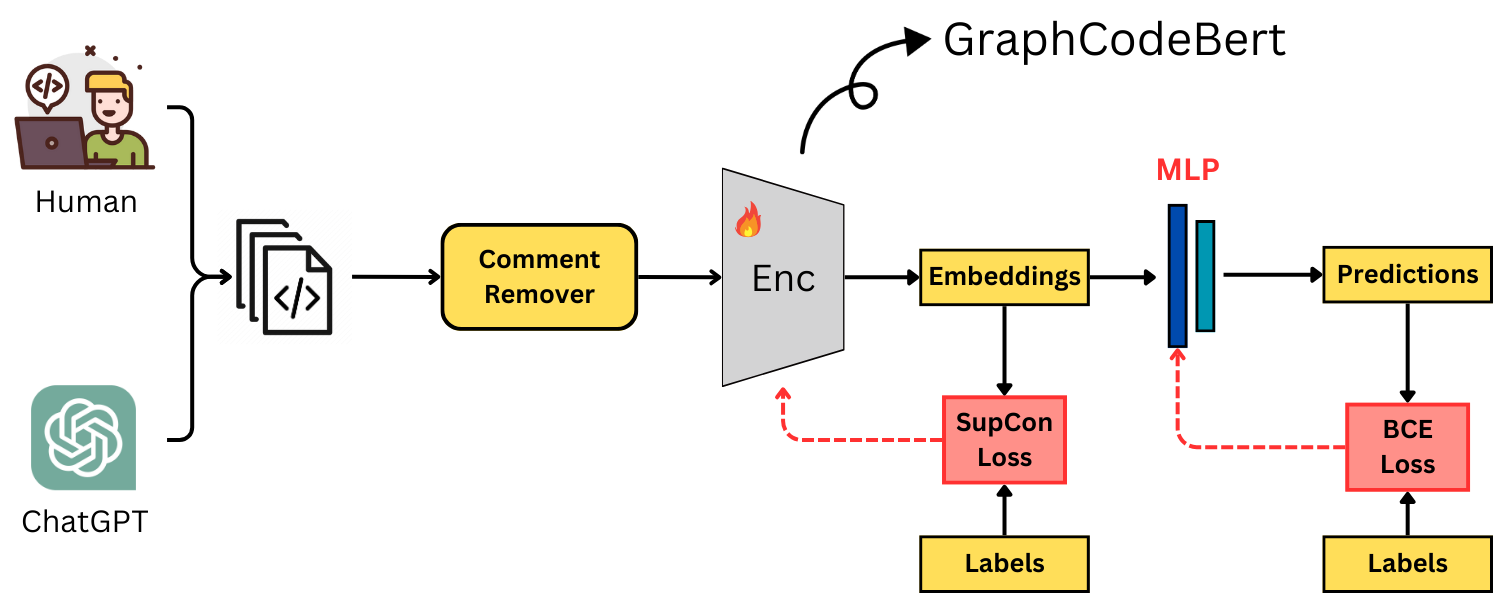 GraphCodeBert
</>
Human
MLP
Comment
Remover
Enc
Embeddings
Predictions
</>
SupCon
Loss
BCE
Loss
ChatGPT
Labels
Labels